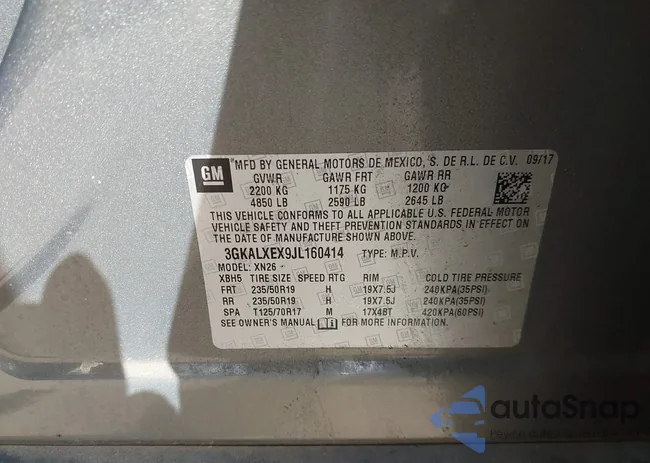 GM
MFD BY GENERAL MOTORS DE MEXICO, S. DE R.L. DE C.V. 09/17
GVWR GAWR FRT GAWR RR
2200 KG 1175 KG 1200 KG
4850 LB 2590 LB 2645 LB
THIS VEHICLE CONFORMS TO ALL APPLICABLE U.S. FEDERAL MOTOR
VEHICLE SAFETY AND THEFT PREVENTION STANDARDS IN EFFECT ON
THE DATE OF MANUFACTURE SHOWN ABOVE.
3GKALXEX9JL160414 TYPE: M.P.V.
MODEL: XN26
XBH5 TIRE SIZE SPEED RTG RIM COLD TIRE PRESSURE
FRT 235/50R19 H 19X7.5J 240KPA(35PSI)
RR 235/50R19 H 19X7.5J 240KPA(35PSI)
SPA T125/70R17 M 17X4BT 420KPA(60PSI)
SEE OWNER'S MANUAL FOR MORE INFORMATION.
autaSnap